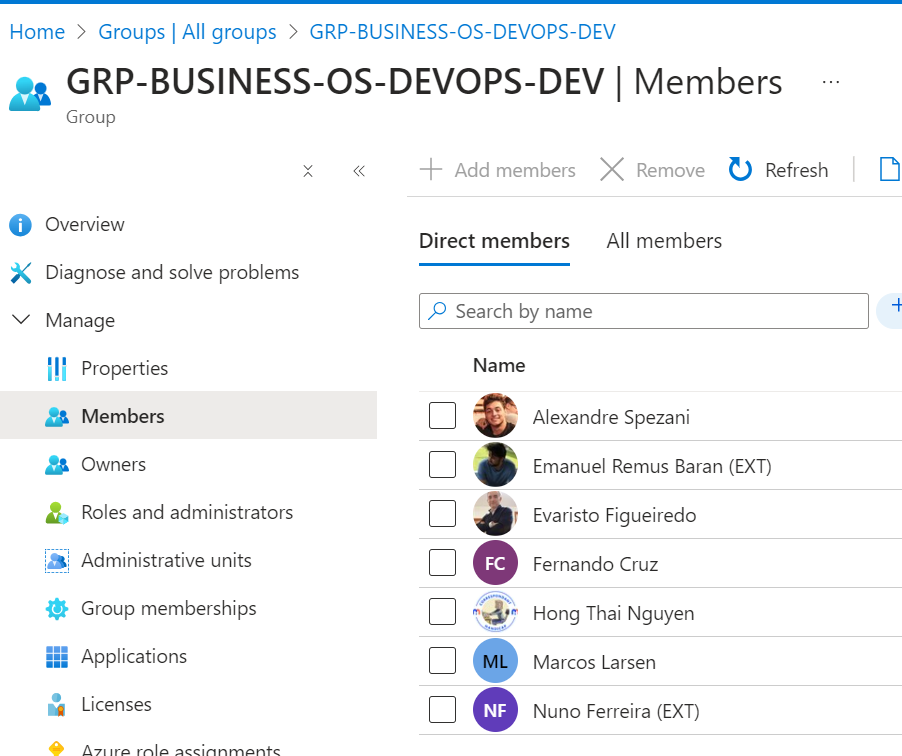 Home > Groups | All groups > GRP-BUSINESS-OS-DEVOPS-DEV
GRP-BUSINESS-OS-DEVOPS-DEV | Members ...
Group
Add members Remove Refresh
Overview
Diagnose and solve problems
Manage
Properties
Members
Owners
Roles and administrators
Administrative units
Group memberships
Applications
Licenses
Azure role assignments
Direct members All members
Search by name
Name
Alexandre Spezani
Emanuel Remus Baran (EXT)
Evaristo Figueiredo
FC Fernando Cruz
Hong Thai Nguyen
ML Marcos Larsen
NF Nuno Ferreira (EXT)